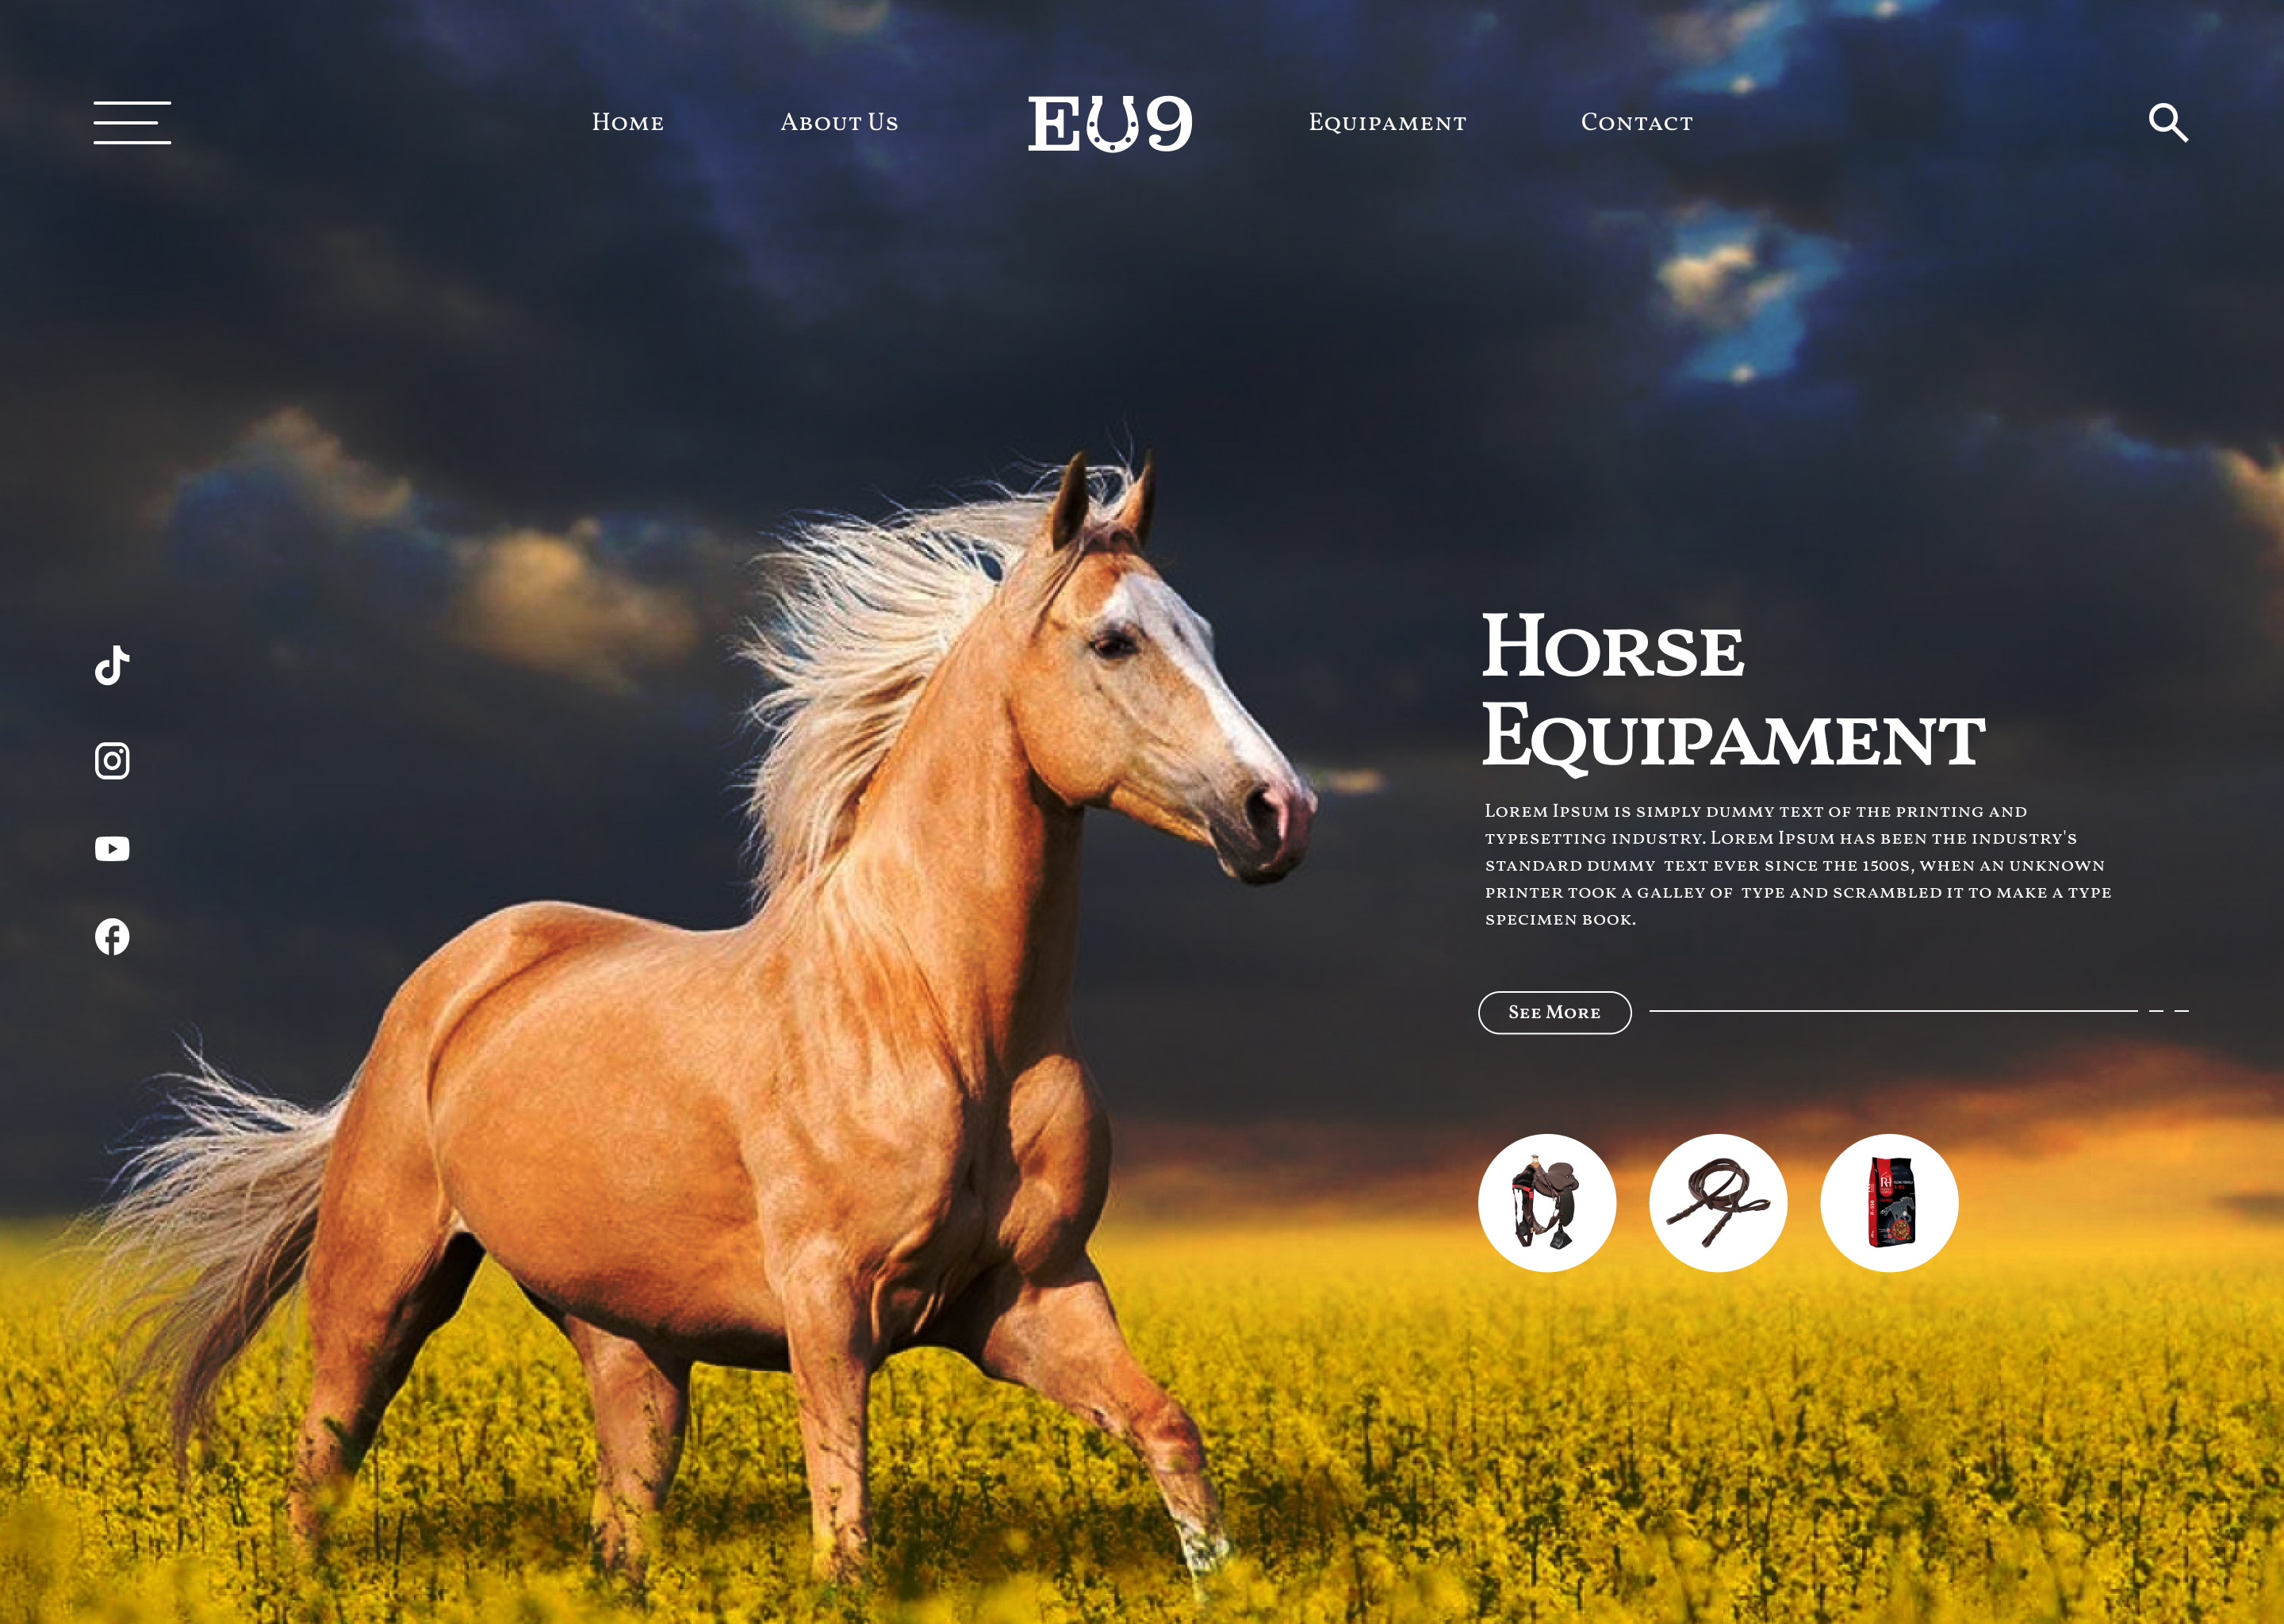 Home
About Us
EU9
Equipament
Contact
Horse
Equipament
Lorem Ipsum is simply dummy text of the printing and
typesetting industry. Lorem Ipsum has been the industry's
standard dummy text ever since the 1500s, when an unknown
printer took a galley of type and scrambled it to make a type
specimen book.
See More
RH